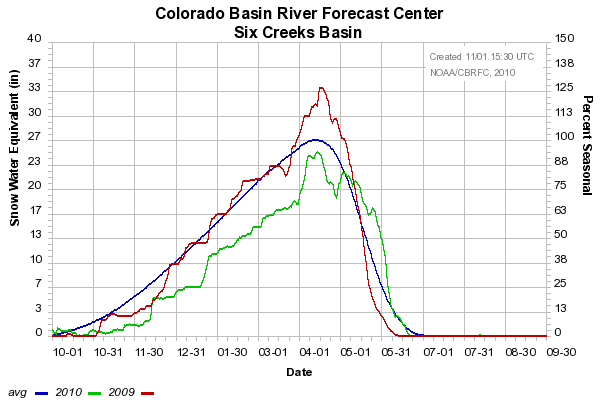 Colorado Basin River Forecast Center
Six Creeks Basin
Created 11/01.15:30 UTC
NOAA/CBRFC, 2010
Snow Water Equivalent (in)
40
37
33
30
27
23
20
17
13
10
7
3
0
150
138
125
113
100
88
75
63
50
38
25
13
0
Percent Seasonal
10-01 10-31 11-30 12-31 01-30 03-01 04-01 05-01 05-31 07-01 07-31 08-30 09-30
Date
avg 2010 2009